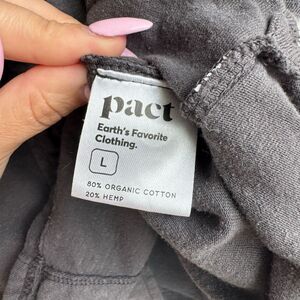 pact
Earth's Favorite
Clothing.
L
80% ORGANIC COTTON
20% HEMP